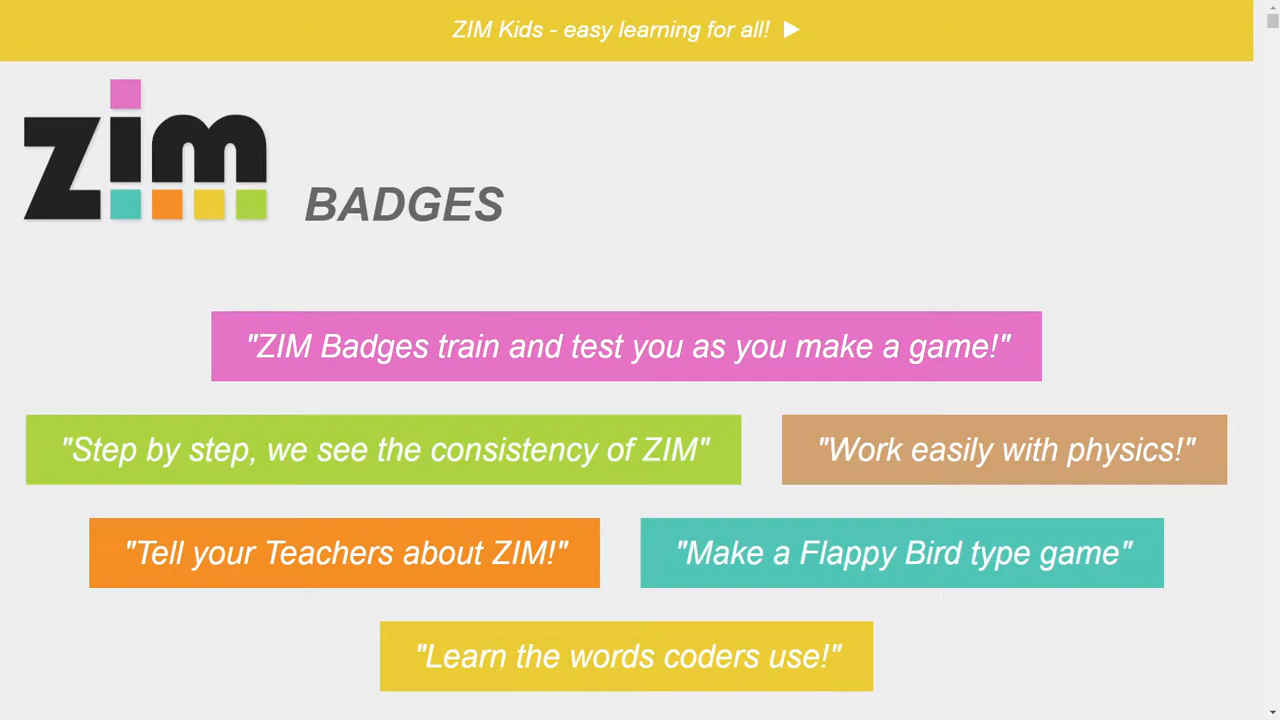 ZIM Kids - easy learning for all! ▶
zim BADGES
"ZIM Badges train and test you as you make a game!"
"Step by step, we see the consistency of ZIM" "Work easily with physics!"
"Tell your Teachers about ZIM!" "Make a Flappy Bird type game"
"Learn the words coders use!"